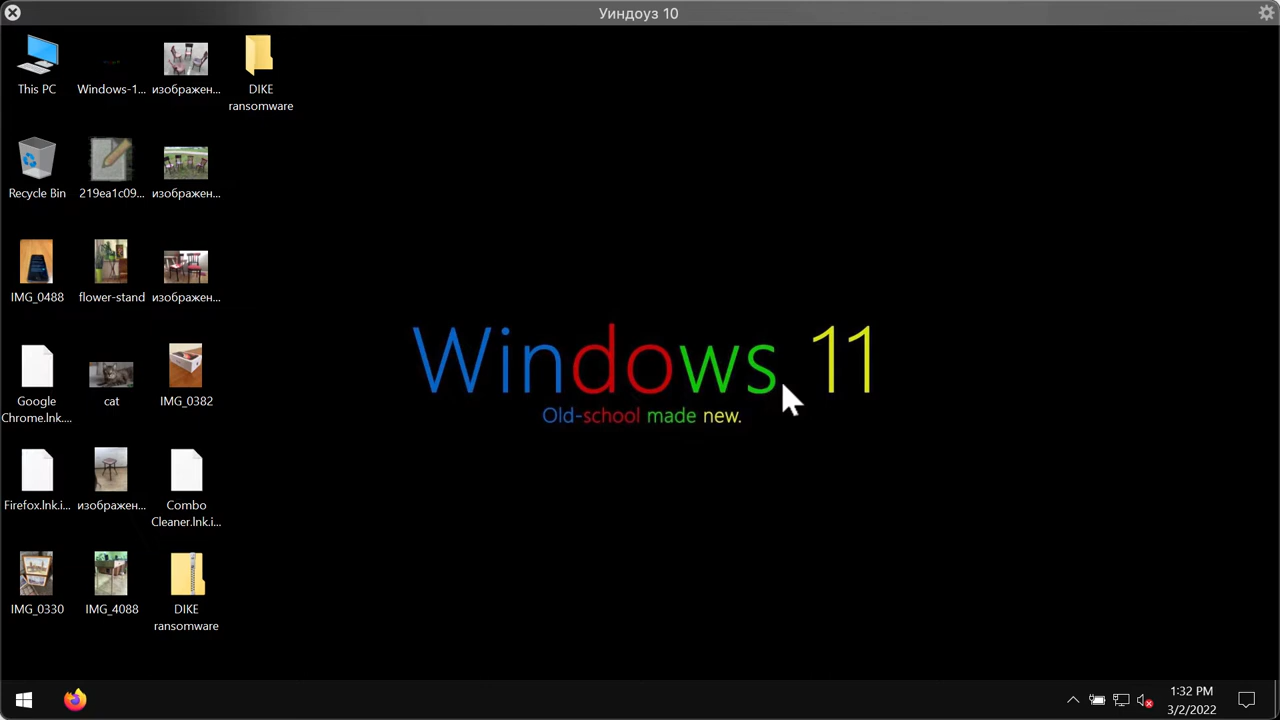 Уиндоуз 10
This PC
Windows-1...
изображен...
DIKE
ransomware
Recycle Bin
219ea1c09...
изображен...
IMG_0488
flower-stand
изображен...
Google
Chrome.lnk....
cat
IMG_0382
Firefox.lnk.i...
изображен...
Combo
Cleaner.lnk.i...
IMG_0330
IMG_4088
DIKE
ransomware
Windows 11
Old-school made new.
1:32 PM
3/2/2022